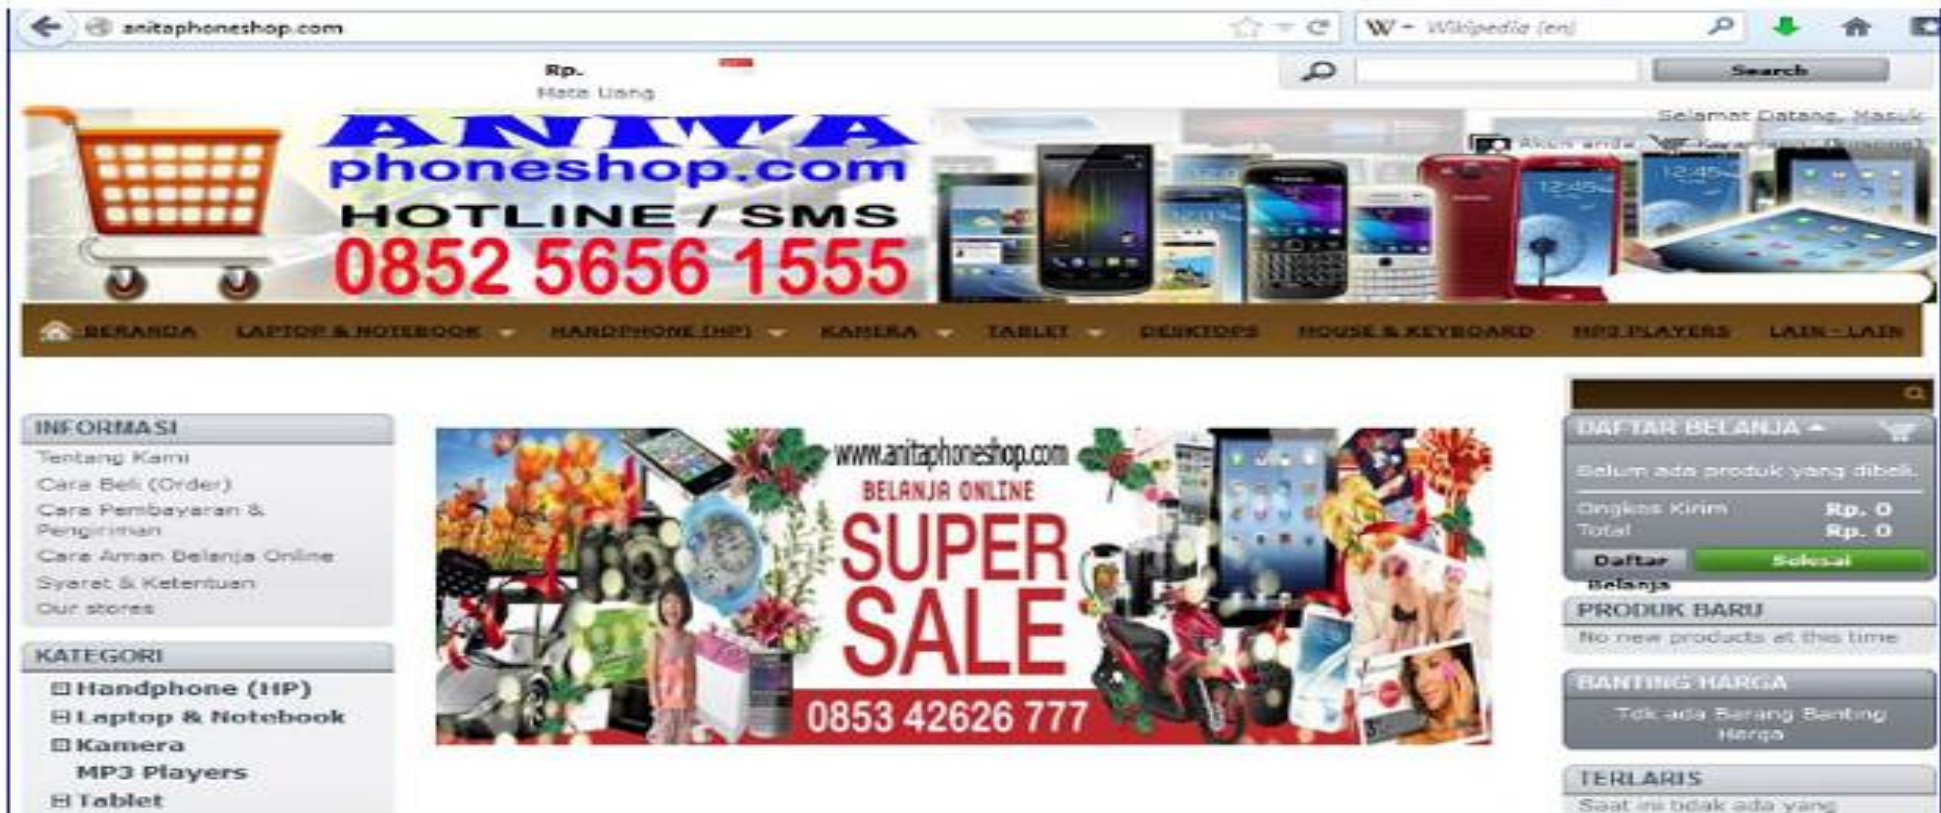 anitaphoneshop.com
Wikipedia (en)
Rp.
Mata Uang
Search
Selamat Datang, Masuk
Akun anda
ANITA
phoneshop.com
HOTLINE / SMS
0852 5656 1555
BERANDA LAPTOP & NOTEBOOK HANDPHONE (HP) KAMERA TABLET DESKTOPS MOUSE & KEYBOARD MP3 PLAYERS LAIN - LAIN
INFORMASI
Tentang Kami
Cara Beli (Order)
Cara Pembayaran &
Pengiriman
Cara Aman Belanja Online
Syarat & Ketentuan
Our stores
KATEGORI
Handphone (HP)
Laptop & Notebook
Kamera
MP3 Players
Tablet
www.anitaphoneshop.com
BELANJA ONLINE
SUPER
SALE
0853 42626 777
DAFTAR BELANJA
Belum ada produk yang dibeli.
Ongkos Kirim Rp. 0
Total Rp. 0
Daftar
Belanja
Selesai
PRODUK BARU
No new products at this time
BANTING HARGA
Tdk ada Barang Banting
Harga
TERLARIS
Saat ini tidak ada yang